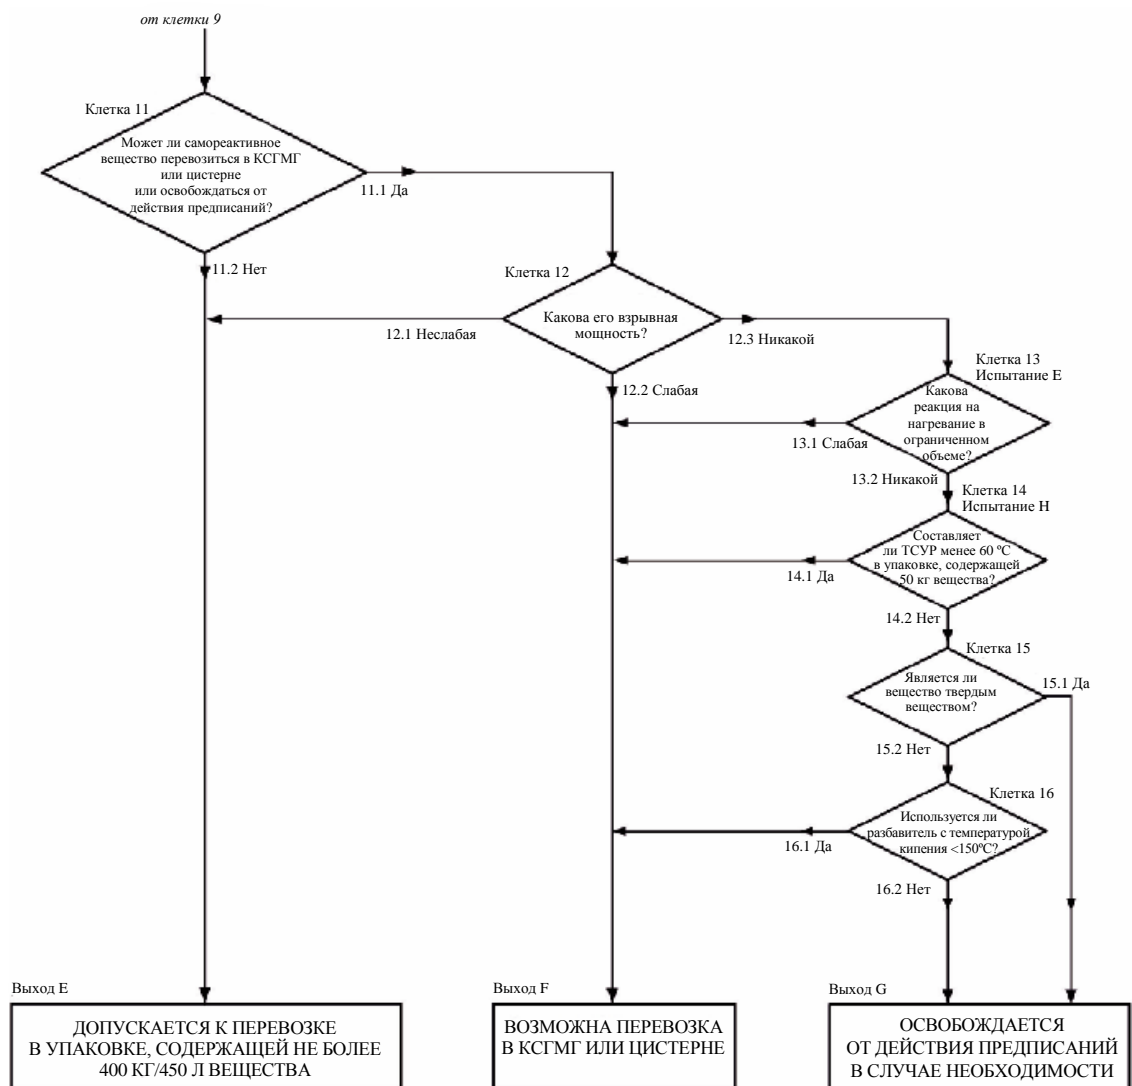 от клетки 9
Клетка 11
Может ли самореактивное
вещество перевозиться в КСГМГ
или цистерне
или освобождаться от
действия предписаний?
11.1 Да
11.2 Нет
Клетка 12
Какова его взрывная
мощность?
12.1 Неслабая
12.3 Никакой
12.2 Слабая
Клетка 13
Испытание E
Какова
реакция на
нагревание в
ограниченном
объеме?
13.1 Слабая
13.2 Никакой
Клетка 14
Испытание H
Составляет
ли ТСУР менее 60 ºC
в упаковке, содержащей
50 кг вещества?
14.1 Да
14.2 Нет
Клетка 15
Является ли
вещество твердым
веществом?
15.1 Да
15.2 Нет
Клетка 16
Используется ли
разбавитель с температурой
кипения <150ºC?
16.1 Да
16.2 Нет
Выход E
ДОПУСКАЕТСЯ К ПЕРЕВОЗКЕ
В УПАКОВКЕ, СОДЕРЖАЩЕЙ НЕ БОЛЕЕ
400 КГ/450 Л ВЕЩЕСТВА
Выход F
ВОЗМОЖНА ПЕРЕВОЗКА
В КСГМГ ИЛИ ЦИСТЕРНЕ
Выход G
ОСВОБОЖДАЕТСЯ
ОТ ДЕЙСТВИЯ ПРЕДПИСАНИЙ
В СЛУЧАЕ НЕОБХОДИМОСТИ